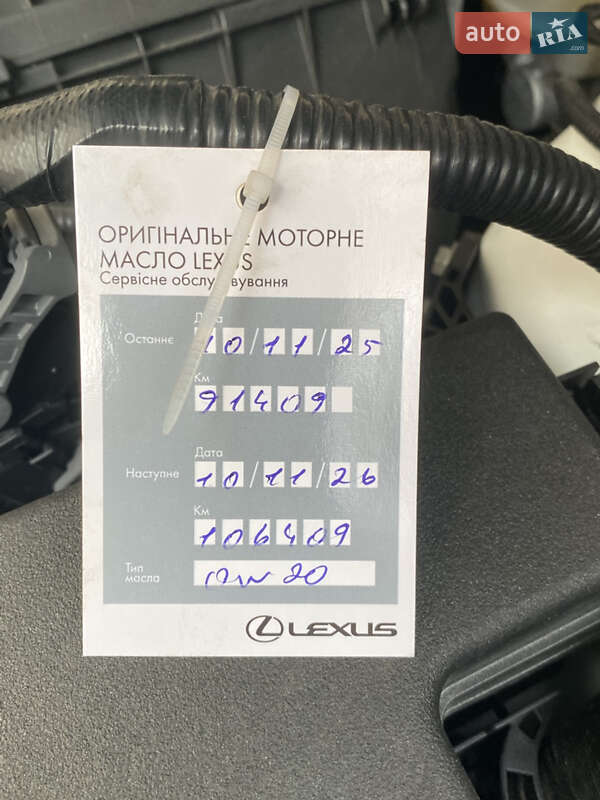 auto RIA.com
ОРИГІНАЛЬНЕ МОТОРНЕ
МАСЛО LEXUS
Сервісне обслуговування
Дата
Останнє 10/11/25
Км
91409
Дата
Наступне 10/11/26
Км
106409
Тип
масла 0W20
LEXUS